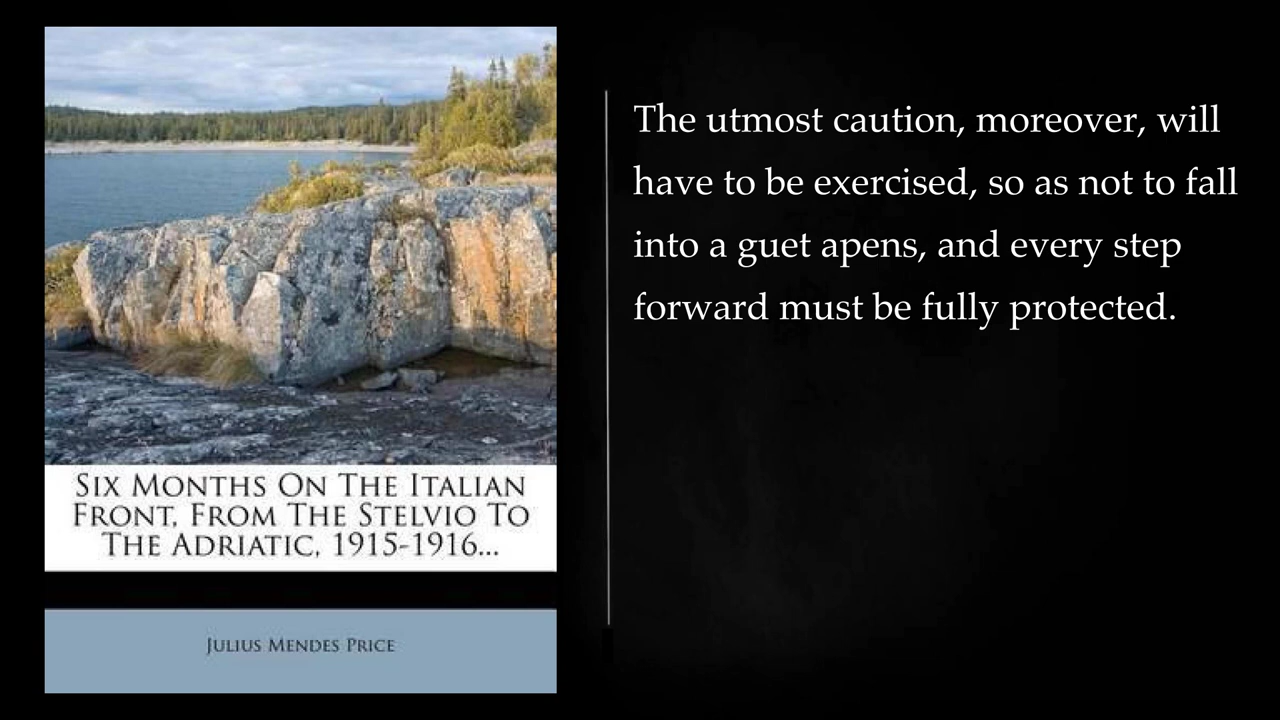 SIX MONTHS ON THE ITALIAN
FRONT, FROM THE STELVIO TO
THE ADRIATIC, 1915-1916...
JULIUS MENDES PRICE
The utmost caution, moreover, will
have to be exercised, so as not to fall
into a guet apens, and every step
forward must be fully protected.